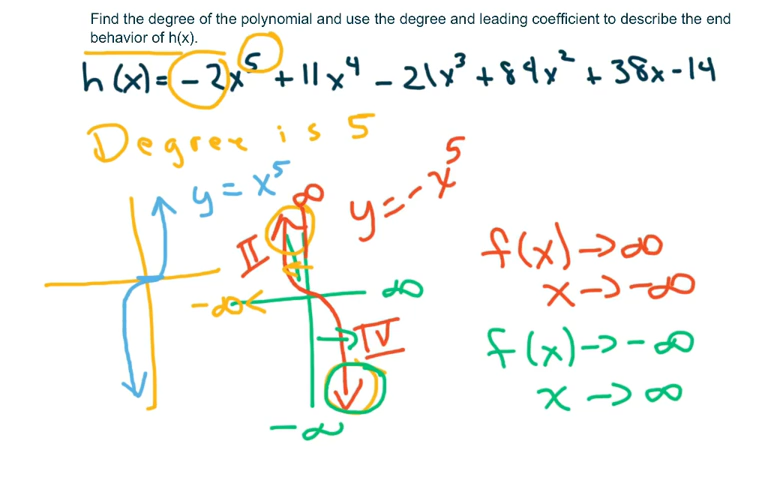 Find the degree of the polynomial and use the degree and leading coefficient to describe the end
behavior of h(x).
h(x)=-2x⁵+11x⁴-21x³+84x²+38x-14
Degree is 5
y=x⁵
∞
y=-x⁵
II
-∞
∞
IV
-∞
f(x)→∞
x→-∞
f(x)→-∞
x→∞